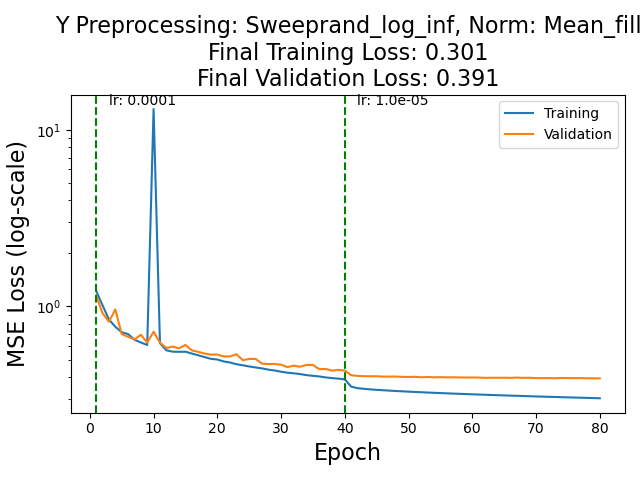 Y Preprocessing: Sweeprand_log_inf, Norm: Mean_fill
Final Training Loss: 0.301
Final Validation Loss: 0.391
lr: 0.0001
lr: 1.0e-05
Training
Validation
MSE Loss (log-scale)
10¹
10⁰
0 10 20 30 40 50 60 70 80
Epoch